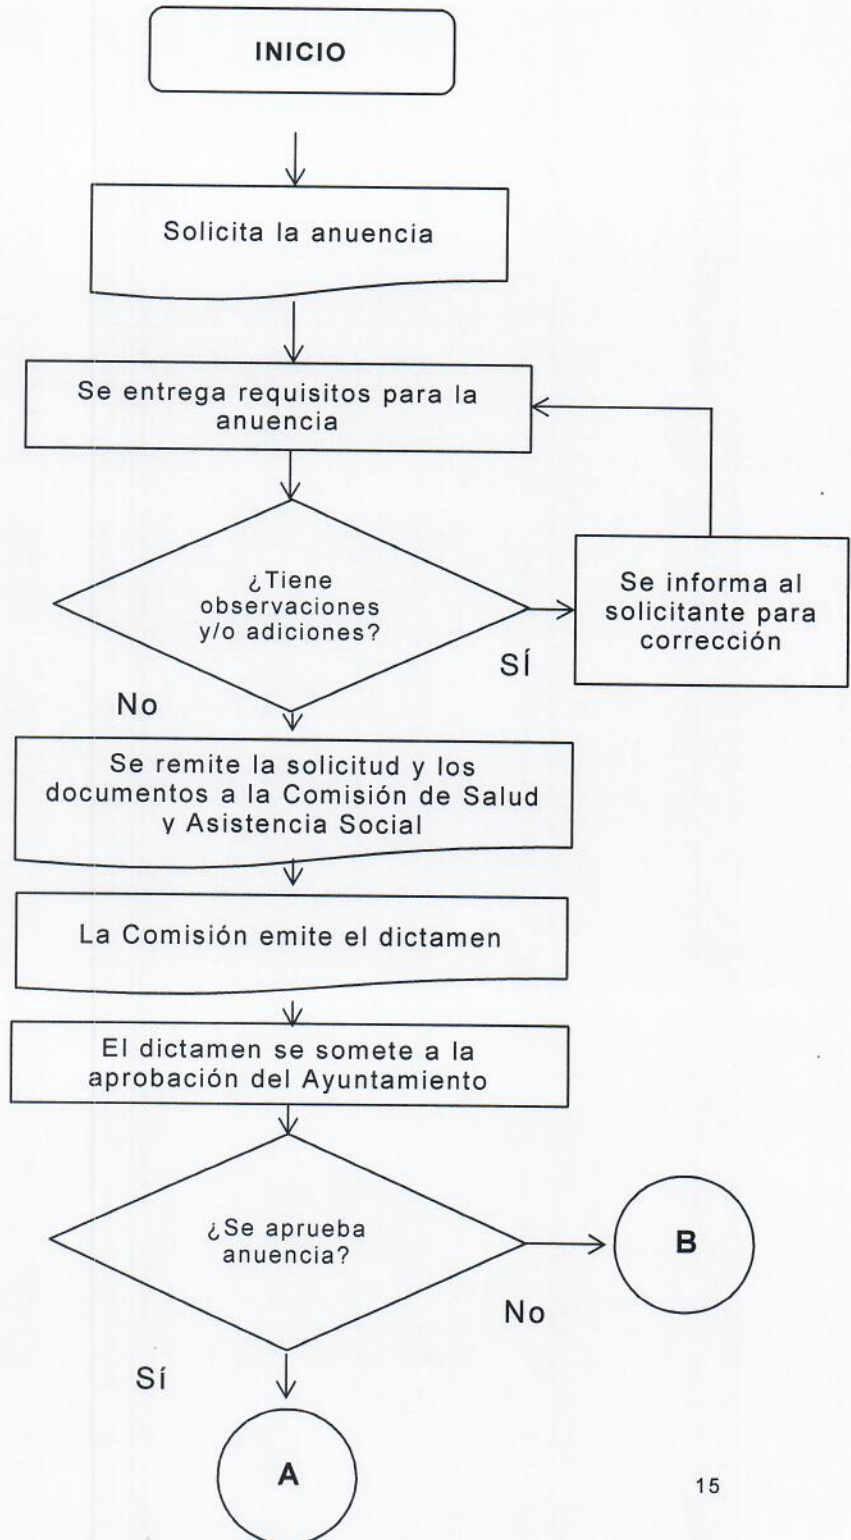 INICIO
Solicita la anuencia
Se entrega requisitos para la
anuencia
¿Tiene
observaciones
y/o adiciones?
SÍ
Se informa al
solicitante para
corrección
No
Se remite la solicitud y los
documentos a la Comisión de Salud
y Asistencia Social
La Comisión emite el dictamen
El dictamen se somete a la
aprobación del Ayuntamiento
¿Se aprueba
anuencia?
B
No
Sí
A
15